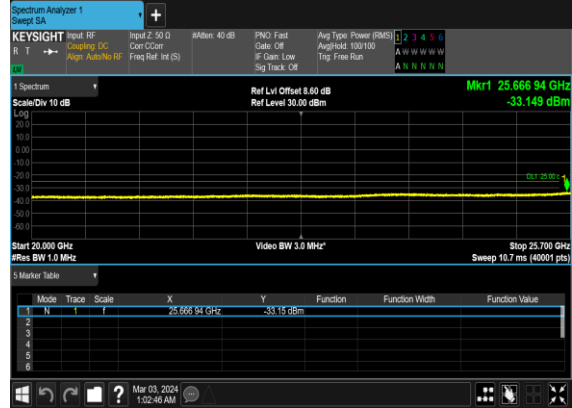 Spectrum Analyzer 1
Swept SA
KEYSIGHT
R T
Input: RF
Coupling: DC
Align: Auto/No RF
Input Z: 50 Ω
Corr CCorr
Freq Ref: Int (S)
#Atten: 40 dB
PNO: Fast
Gate: Off
IF Gain: Low
Sig Track: Off
Avg Type: Power (RMS)
Avg|Hold: 100/100
Trig: Free Run
1 2 3 4 5 6
A W W W W W
A N N N N N
1 Spectrum
Scale/Div 10 dB
Ref Lvl Offset 8.60 dB
Ref Level 30.00 dBm
Mkr1 25.666 94 GHz
-33.149 dBm
Log
20.0
10.0
0.00
-10.0
-20.0
-30.0
-40.0
-50.0
-60.0
Start 20.000 GHz
#Res BW 1.0 MHz
Video BW 3.0 MHz*
Stop 25.700 GHz
Sweep 10.7 ms (40001 pts)
5 Marker Table
Mode Trace Scale X Y Function Function Width Function Value
1 N 1 f 25.666 94 GHz -33.15 dBm
2
3
4
5
6
?
Mar 03, 2024
1:02:46 AM